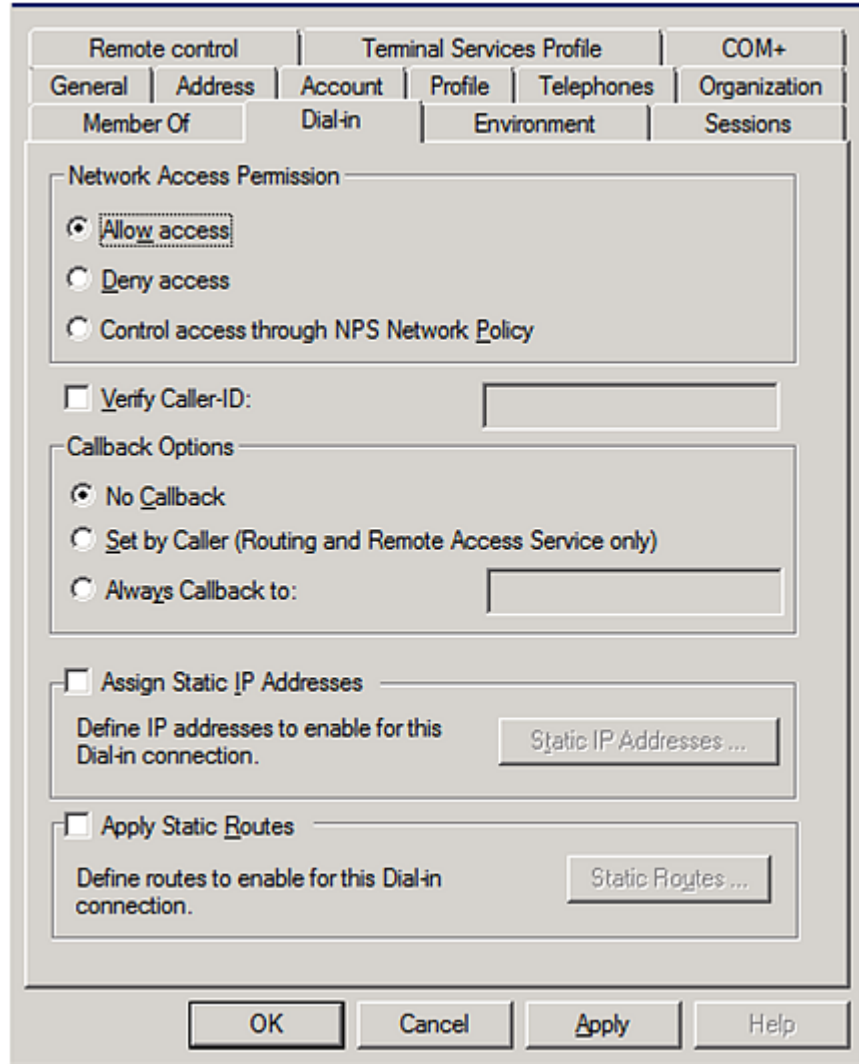 Remote control Terminal Services Profile COM+
General Address Account Profile Telephones Organization
Member Of Dial-in Environment Sessions
Network Access Permission
Allow access
Deny access
Control access through NPS Network Policy
Verify Caller-ID:
Callback Options
No Callback
Set by Caller (Routing and Remote Access Service only)
Always Callback to:
Assign Static IP Addresses
Define IP addresses to enable for this
Dial-in connection.
Static IP Addresses ...
Apply Static Routes
Define routes to enable for this Dial-in
connection.
Static Routes ...
OK Cancel Apply Help